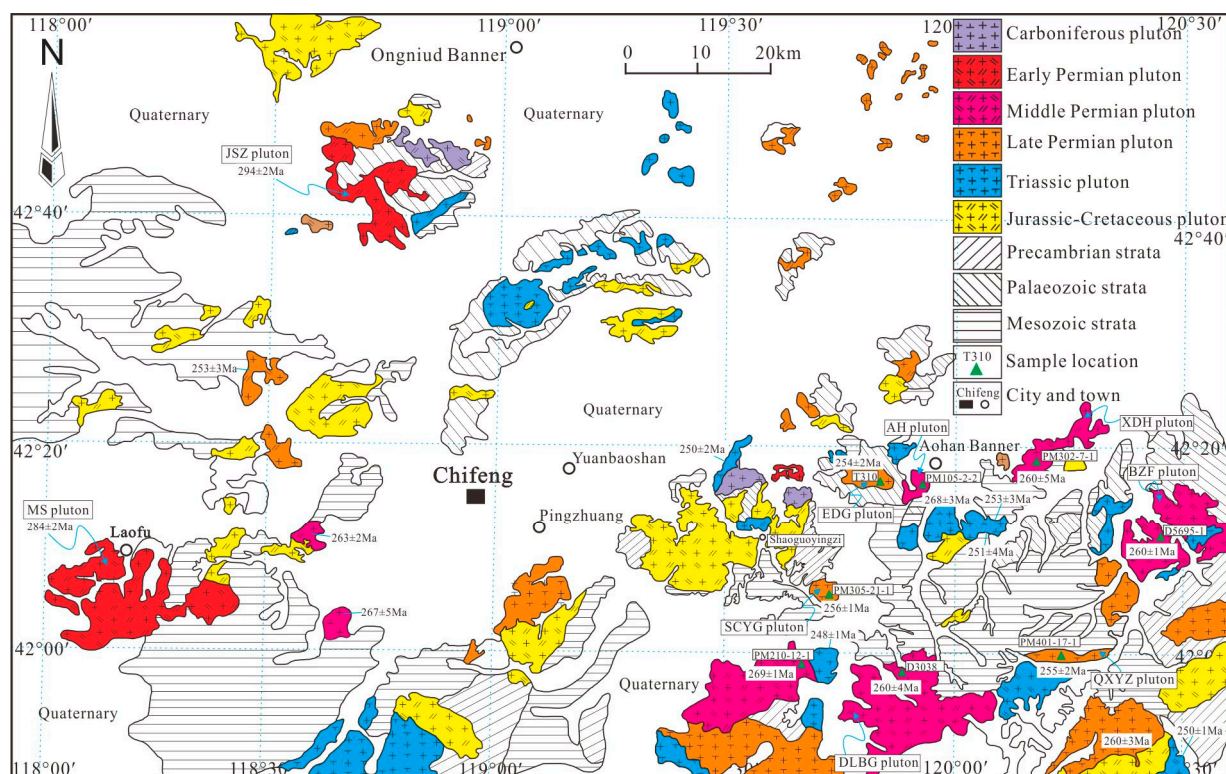 118°00′
119°00′
119°30′
120°30′
N
Ongniud Banner
0 10 20km
Quaternary
Quaternary
JSZ pluton
294±2Ma
42°40′
42°40′
Carboniferous pluton
Early Permian pluton
Middle Permian pluton
Late Permian pluton
Triassic pluton
Jurassic-Cretaceous pluton
Precambrian strata
Palaeozoic strata
Mesozoic strata
T310
Sample location
Chifeng
City and town
253±3Ma
Quaternary
42°20′
42°20′
Yuanbaoshan
Chifeng
Pingzhuang
250±2Ma
254±2Ma
T310
EDG pluton
AH pluton
Aohan Banner
PM105-2-2
268±3Ma
XDH pluton
PM302-7-1
260±5Ma
BZF pluton
D5695-1
260±1Ma
253±3Ma
251±4Ma
MS pluton
284±2Ma
Laofu
263±2Ma
267±5Ma
Shaoguoyingzi
PM305-21-1
256±1Ma
SCYG pluton
248±1Ma
42°00′
PM210-12-1
269±1Ma
D3038
260±4Ma
PM401-17-1
255±2Ma
QXYZ pluton
Quaternary
Quaternary
DLBG pluton
260±3Ma
250±1Ma
118°00′
119°00′
120°00′